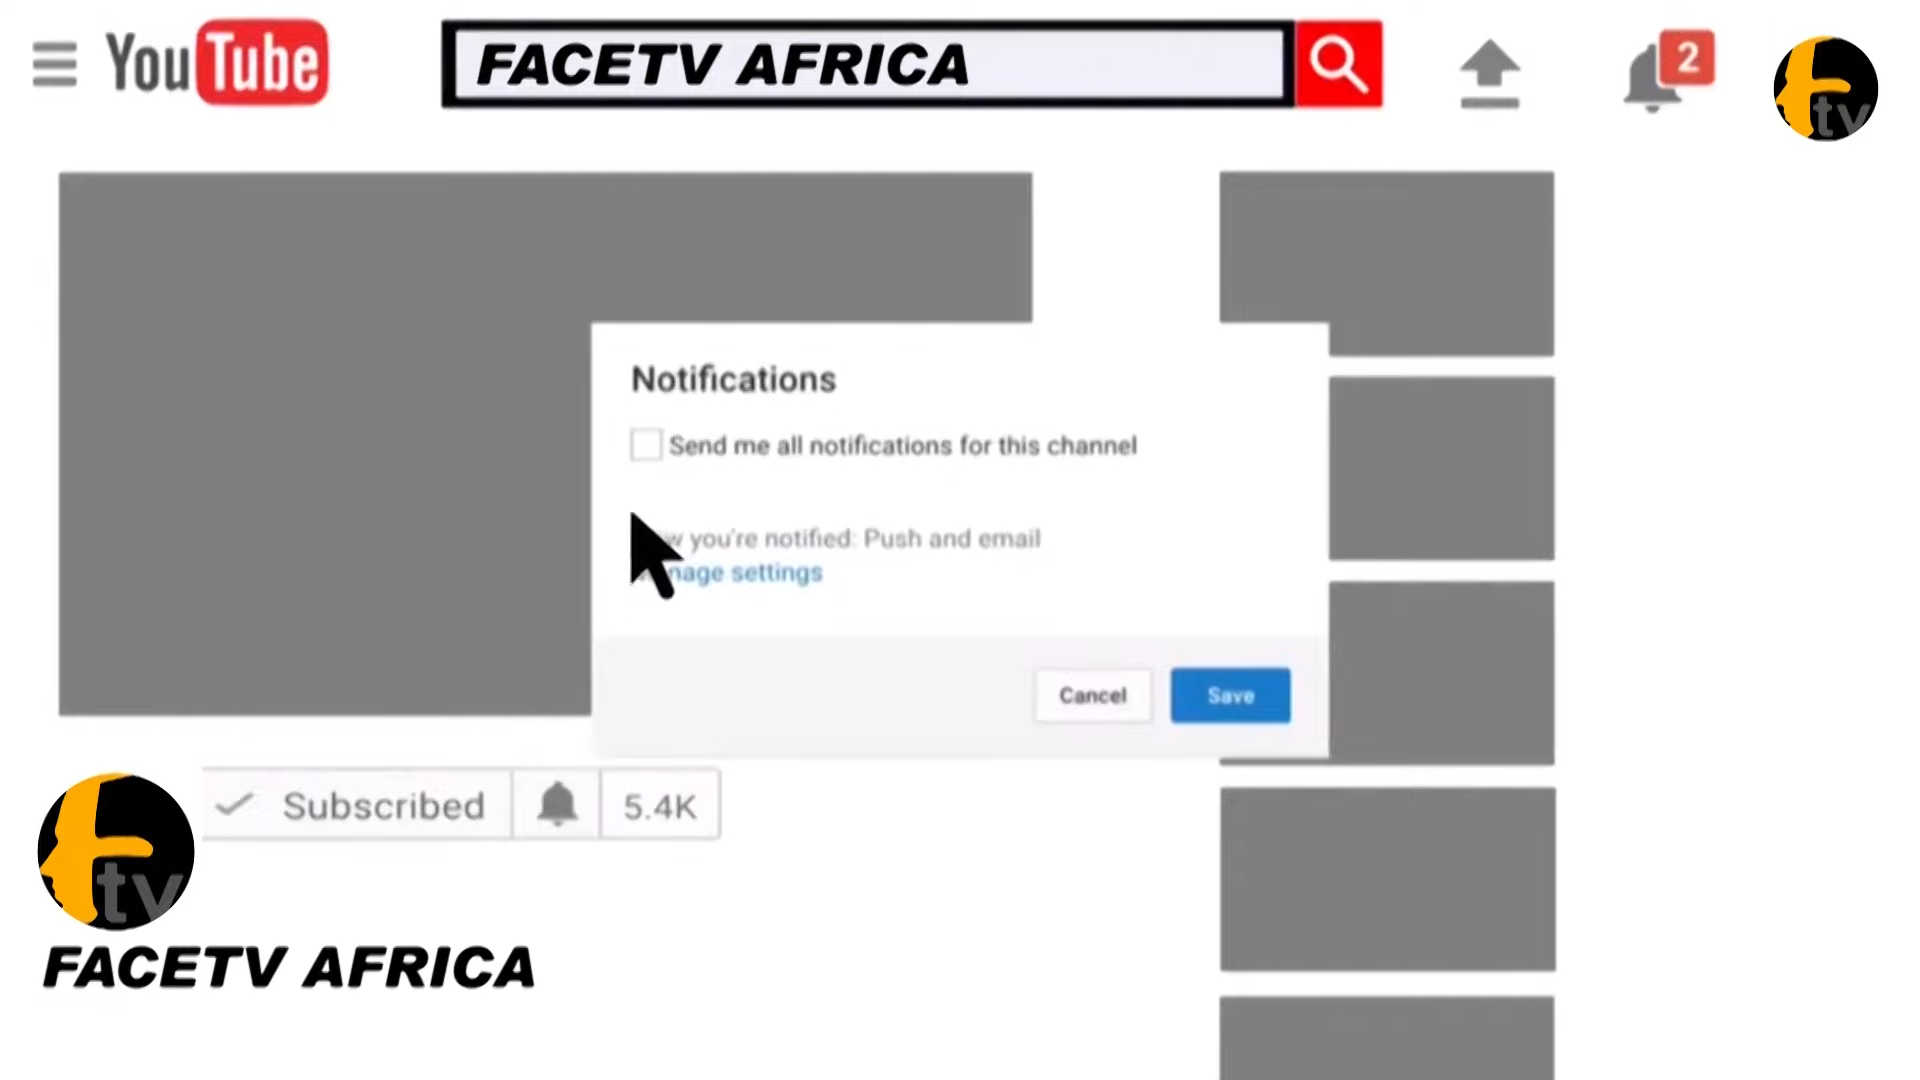 YouTube
FACETV AFRICA
2
tv
Notifications
Send me all notifications for this channel
you're notified: Push and email
settings
Cancel
Save
Subscribed
5.4K
tv
FACETV AFRICA